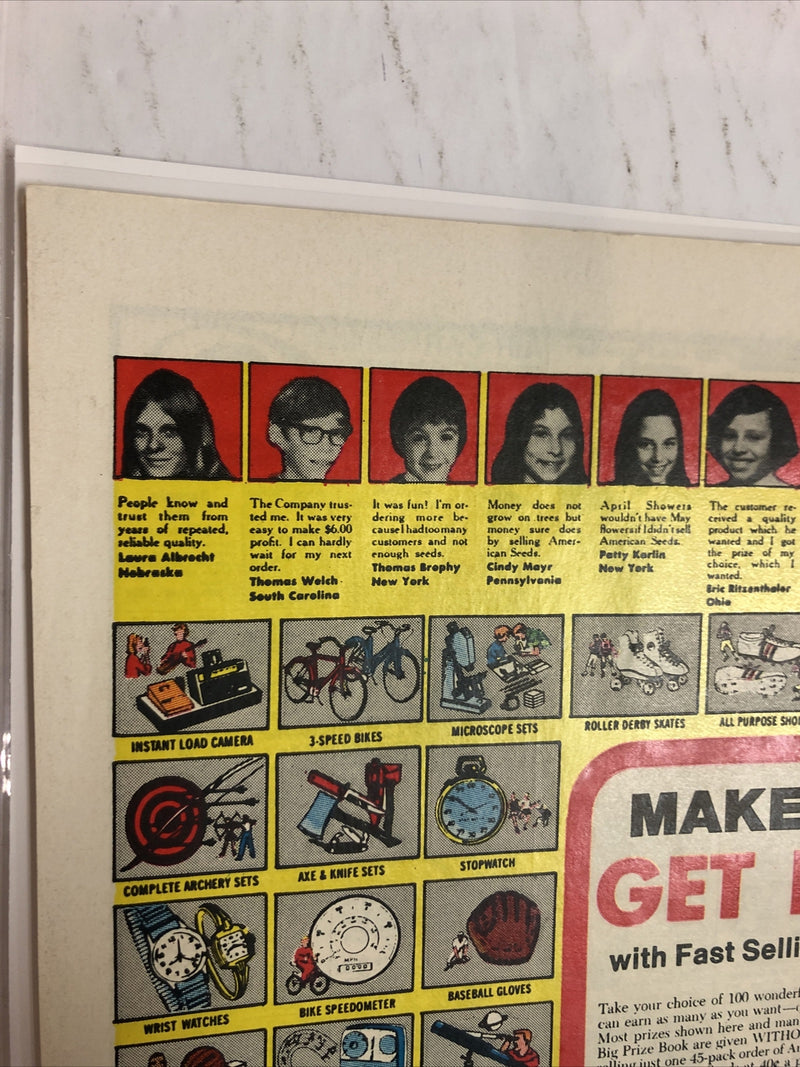 People know and
trust them from
years of repeated,
reliable quality.
Laura Albrecht
Nebraska
The Company trus-
ted me. It was very
easy to make $6.00
profit. I can hardly
wait for my next
order.
Thomas Welch
South Carolina
It was fun! I'm or-
dering more be-
cause I had too many
customers and not
enough seeds.
Thomas Brophy
New York
Money does not
grow on trees but
money sure does
by selling Amer-
ican Seeds.
Cindy Mayr
Pennsylvania
April Showers
wouldn't have May
flowers if I didn't sell
American Seeds.
Patty Karlin
New York
The customer re-
ceived a quality
product which he
wanted and I got
the prize of my
choice, which I
wanted.
Eric Ritzenthaler
Ohio
INSTANT LOAD CAMERA
3-SPEED BIKES
MICROSCOPE SETS
ROLLER DERBY SKATES
ALL PURPOSE SHO
COMPLETE ARCHERY SETS
AXE & KNIFE SETS
STOPWATCH
WRIST WATCHES
BIKE SPEEDOMETER
BASEBALL GLOVES
MAKE
GET
with Fast Selli
Take your choice of 100 wonderf
can earn as many as you want—
Most prizes shown here and man
Big Prize Book are given WITHO
selling just one 45-pack order of